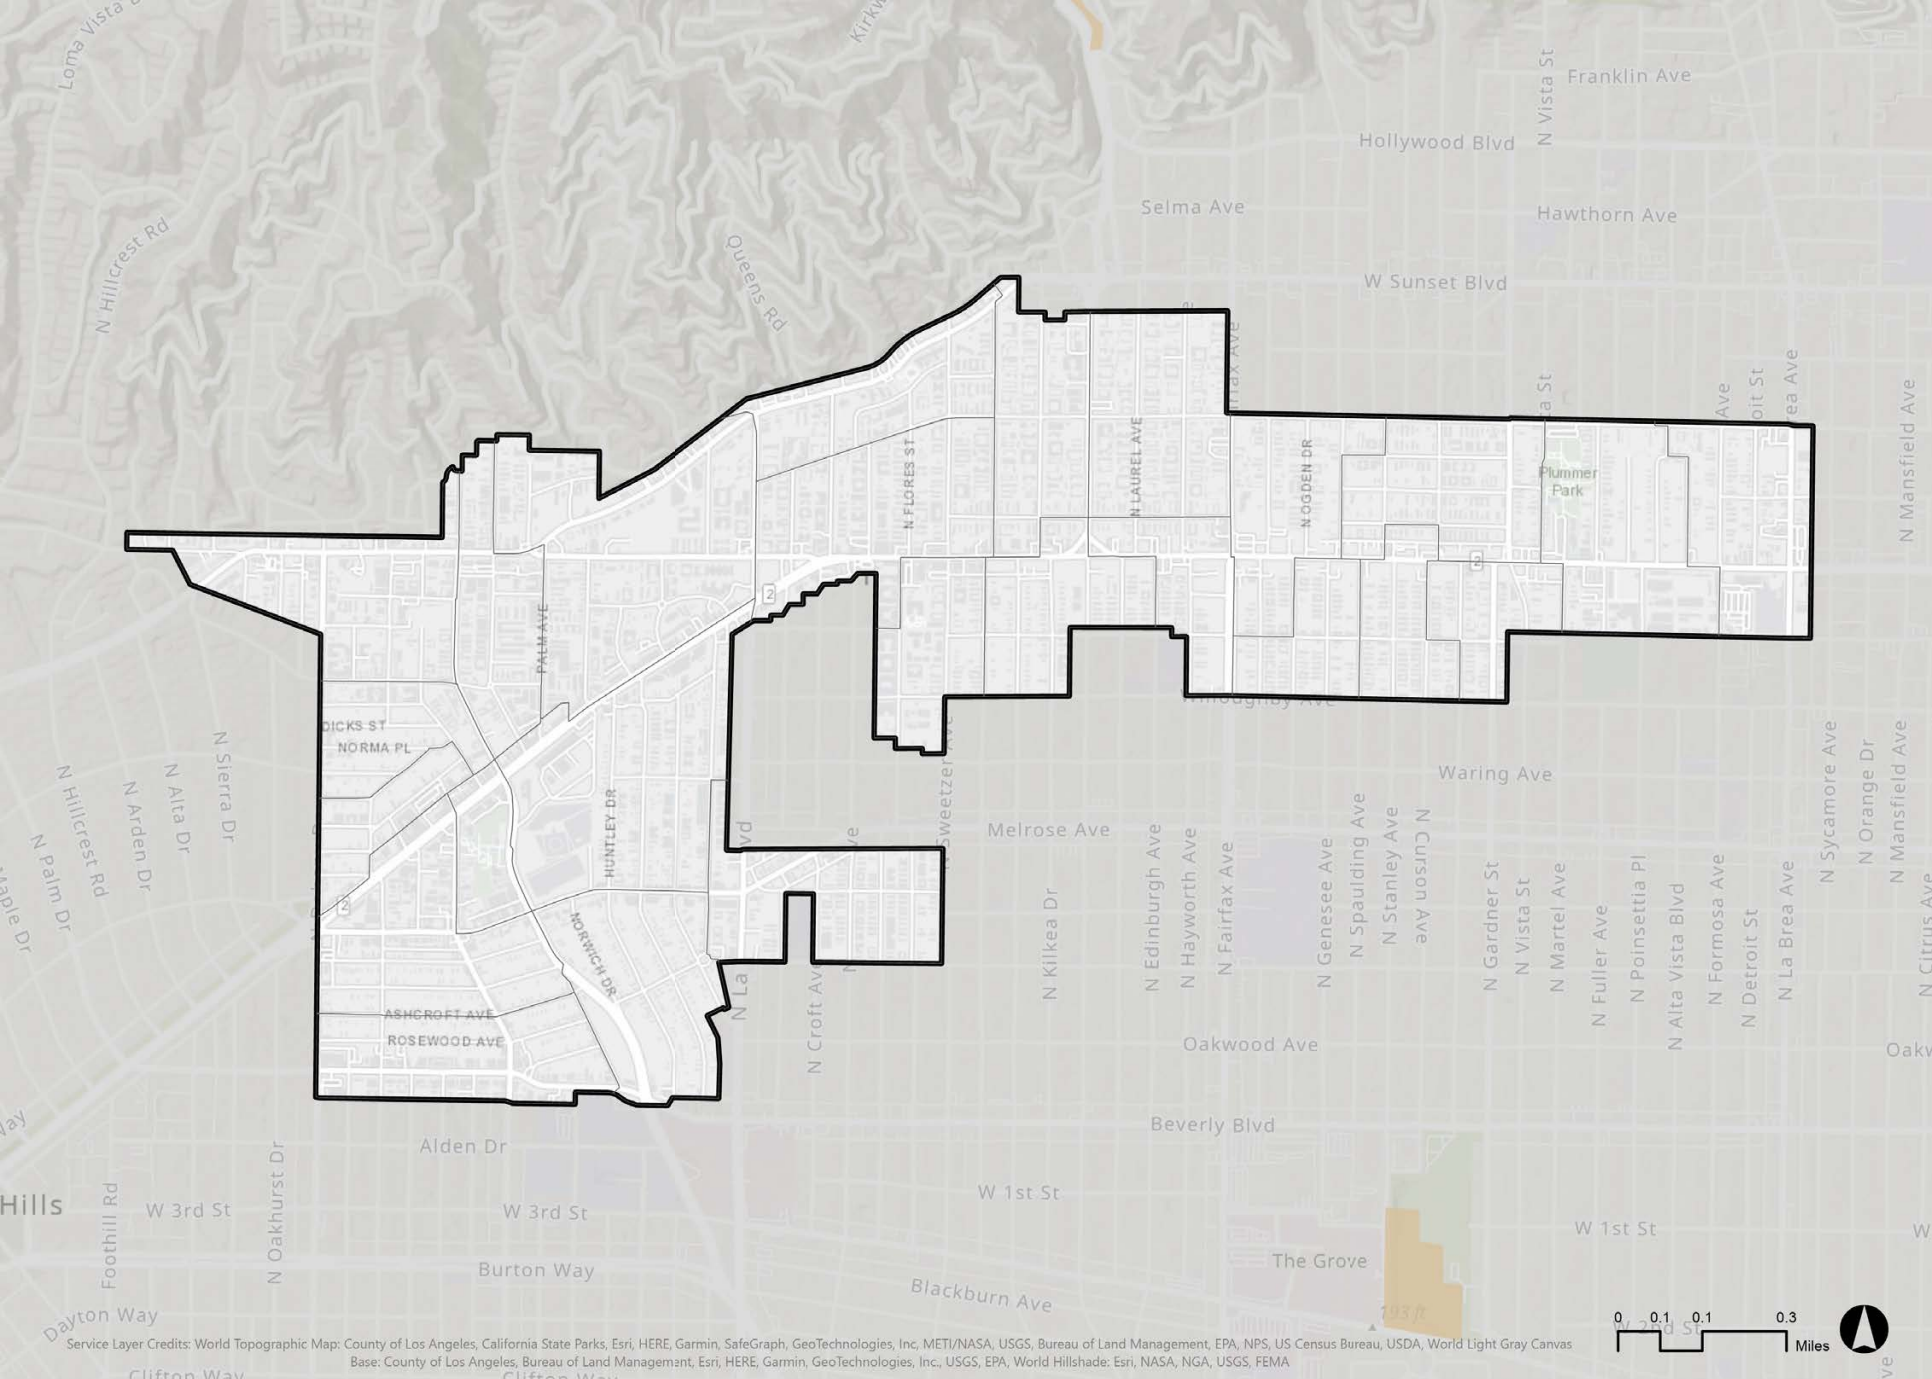 Loma Vista
Franklin Ave
N Vista St
Hollywood Blvd
Selma Ave
Hawthorn Ave
N Hillcrest Rd
Queens Rd
W Sunset Blvd
N Mansfield Ave
N FLORES ST
N LAUREL AVE
N OGDEN DR
Plummer
Park
2
2
PALM AVE
DICKS ST
NORMA PL
N Sierra Dr
N Alta Dr
N Arden Dr
N Hillcrest Rd
N Palm Dr
HUNTLEY DR
2
Waring Ave
Melrose Ave
N Sycamore Ave
N Orange Dr
N Mansfield Ave
N Kilkea Dr
N Edinburgh Ave
N Hayworth Ave
N Fairfax Ave
N Genesee Ave
N Spaulding Ave
N Stanley Ave
N Curson Ave
N Gardner St
N Vista St
N Martel Ave
N Fuller Ave
N Poinsettia Pl
N Alta Vista Blvd
N Formosa Ave
N Detroit St
N La Brea Ave
NORWICH DR
N La
N Croft Ave
ASHCROFT AVE
ROSEWOOD AVE
Oakwood Ave
Beverly Blvd
Alden Dr
Hills
Foothill Rd
W 3rd St
N Oakhurst Dr
W 3rd St
W 1st St
W 1st St
Burton Way
The Grove
Blackburn Ave
193 ft
Dayton Way
W 2nd St
0 0.1 0.1 0.3
Miles
Service Layer Credits: World Topographic Map: County of Los Angeles, California State Parks, Esri, HERE, Garmin, SafeGraph, GeoTechnologies, Inc, METI/NASA, USGS, Bureau of Land Management, EPA, NPS, US Census Bureau, USDA, World Light Gray Canvas
Base: County of Los Angeles, Bureau of Land Management, Esri, HERE, Garmin, GeoTechnologies, Inc., USGS, EPA, World Hillshade: Esri, NASA, NGA, USGS, FEMA